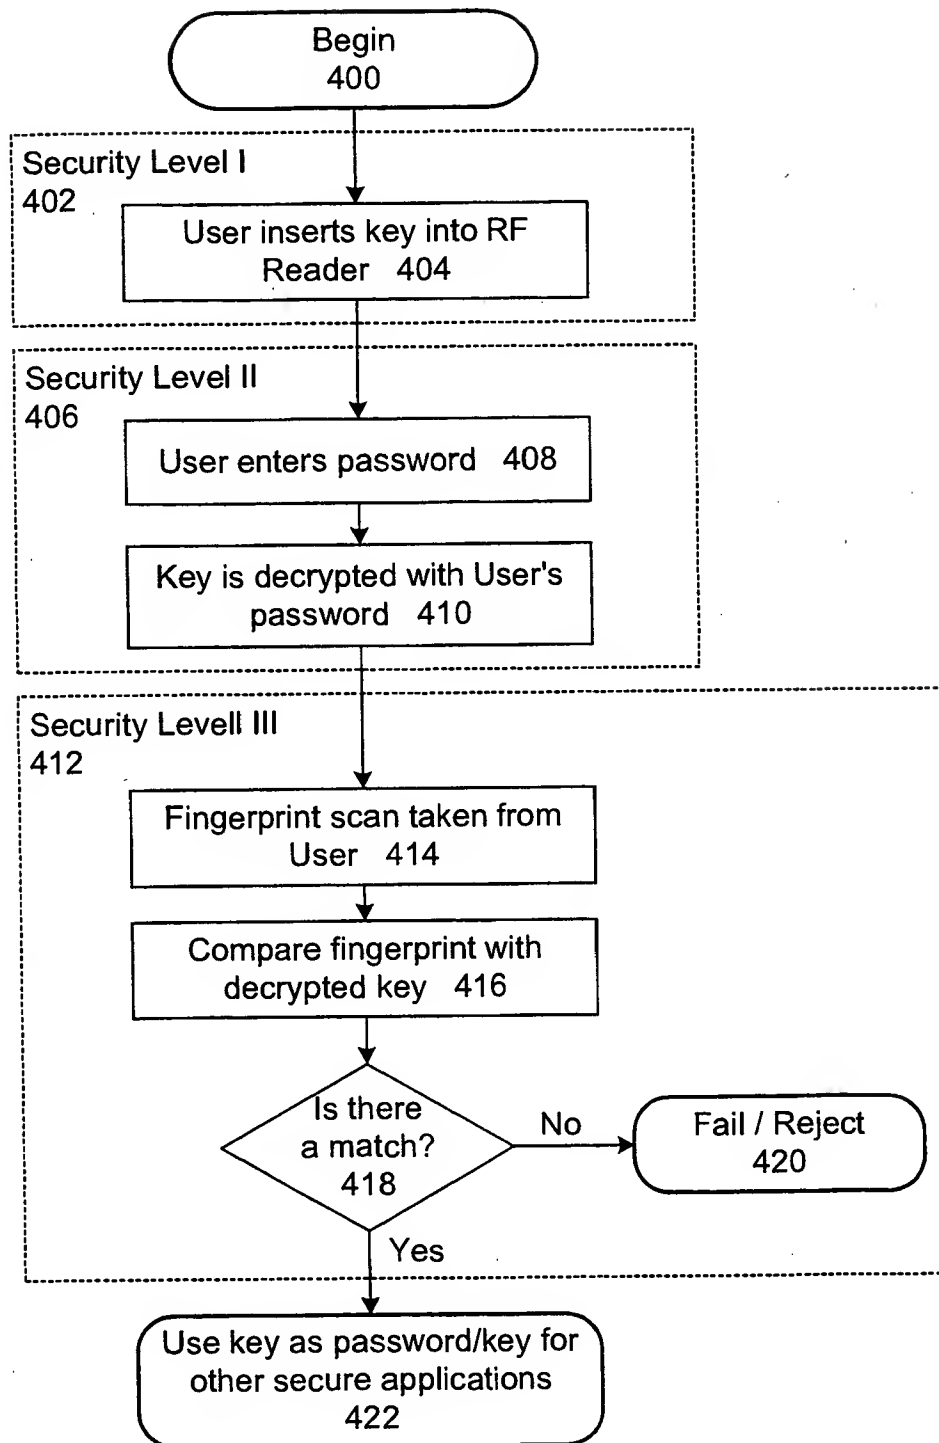 Begin
400
Security Level I
402
User inserts key into RF
Reader 404
Security Level II
406
User enters password 408
Key is decrypted with User's
password 410
Security Levell III
412
Fingerprint scan taken from
User 414
Compare fingerprint with
decrypted key 416
Is there
a match?
418
No
Fail / Reject
420
Yes
Use key as password/key for
other secure applications
422